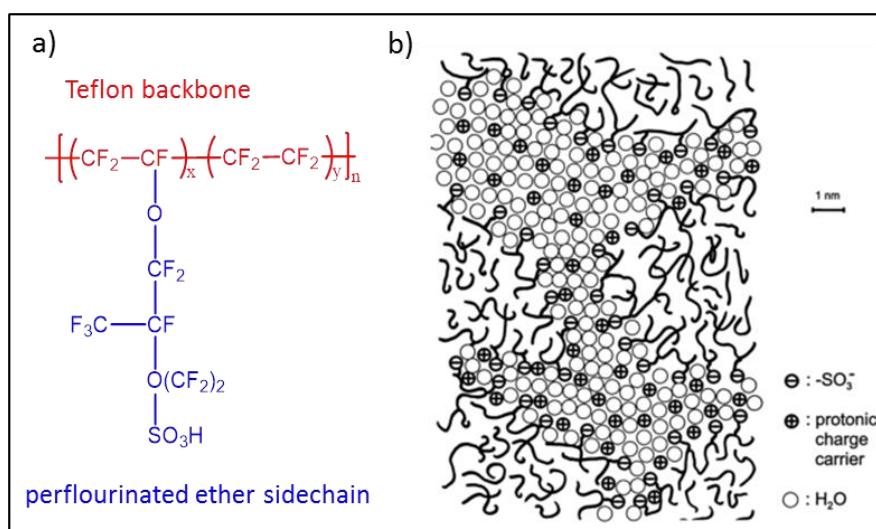 a)
Teflon backbone
[(CF₂—CF)ₓ(CF₂—CF₂)y]n
O
CF₂
F₃C—CF
O(CF₂)₂
SO₃H
perflourinated ether sidechain
b)
1 nm
⊖ : -SO₃⁻
⊕ : protonic
charge
carrier
○ : H₂O